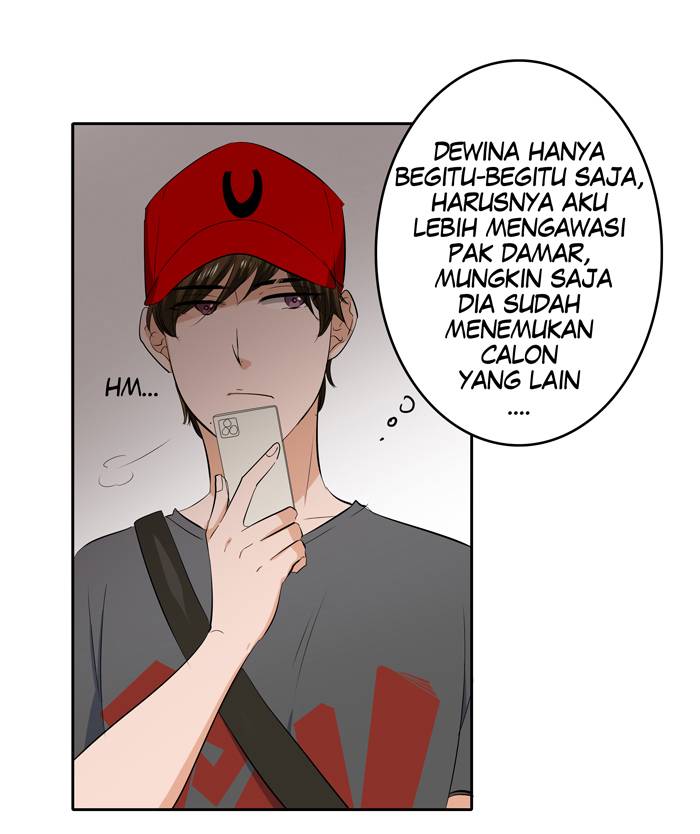 DEWINA HANYA
BEGITU-BEGITU SAJA,
HARUSNYA AKU
LEBIH MENGAWASI
PAK DAMAR,
MUNGKIN SAJA
DIA SUDAH
MENEMUKAN
CALON
YANG LAIN
....
HM...